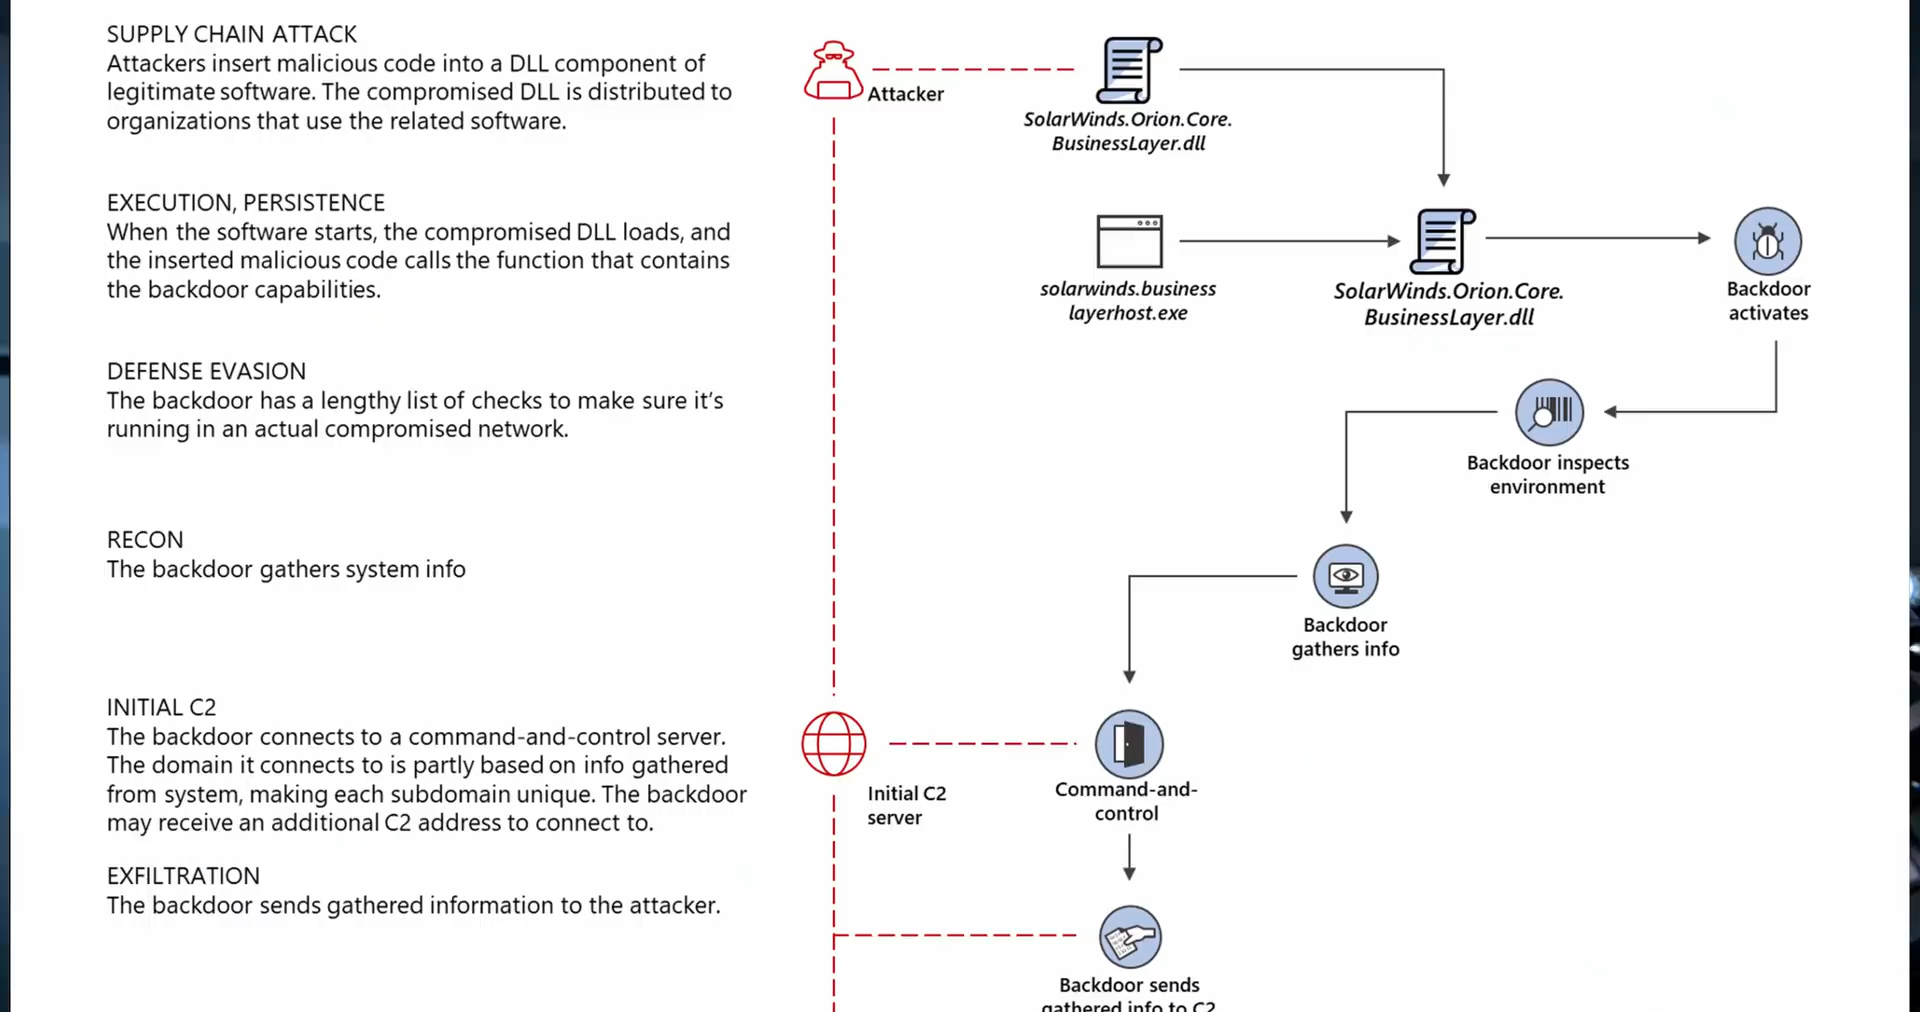 SUPPLY CHAIN ATTACK
Attackers insert malicious code into a DLL component of
legitimate software. The compromised DLL is distributed to
organizations that use the related software.
Attacker
SolarWinds.Orion.Core.
BusinessLayer.dll
EXECUTION, PERSISTENCE
When the software starts, the compromised DLL loads, and
the inserted malicious code calls the function that contains
the backdoor capabilities.
solarwinds.business
layerhost.exe
SolarWinds.Orion.Core.
BusinessLayer.dll
Backdoor
activates
DEFENSE EVASION
The backdoor has a lengthy list of checks to make sure it's
running in an actual compromised network.
Backdoor inspects
environment
RECON
The backdoor gathers system info
Backdoor
gathers info
INITIAL C2
The backdoor connects to a command-and-control server.
The domain it connects to is partly based on info gathered
from system, making each subdomain unique. The backdoor
may receive an additional C2 address to connect to.
Initial C2
server
Command-and-
control
EXFILTRATION
The backdoor sends gathered information to the attacker.
Backdoor sends
gathered info to C2